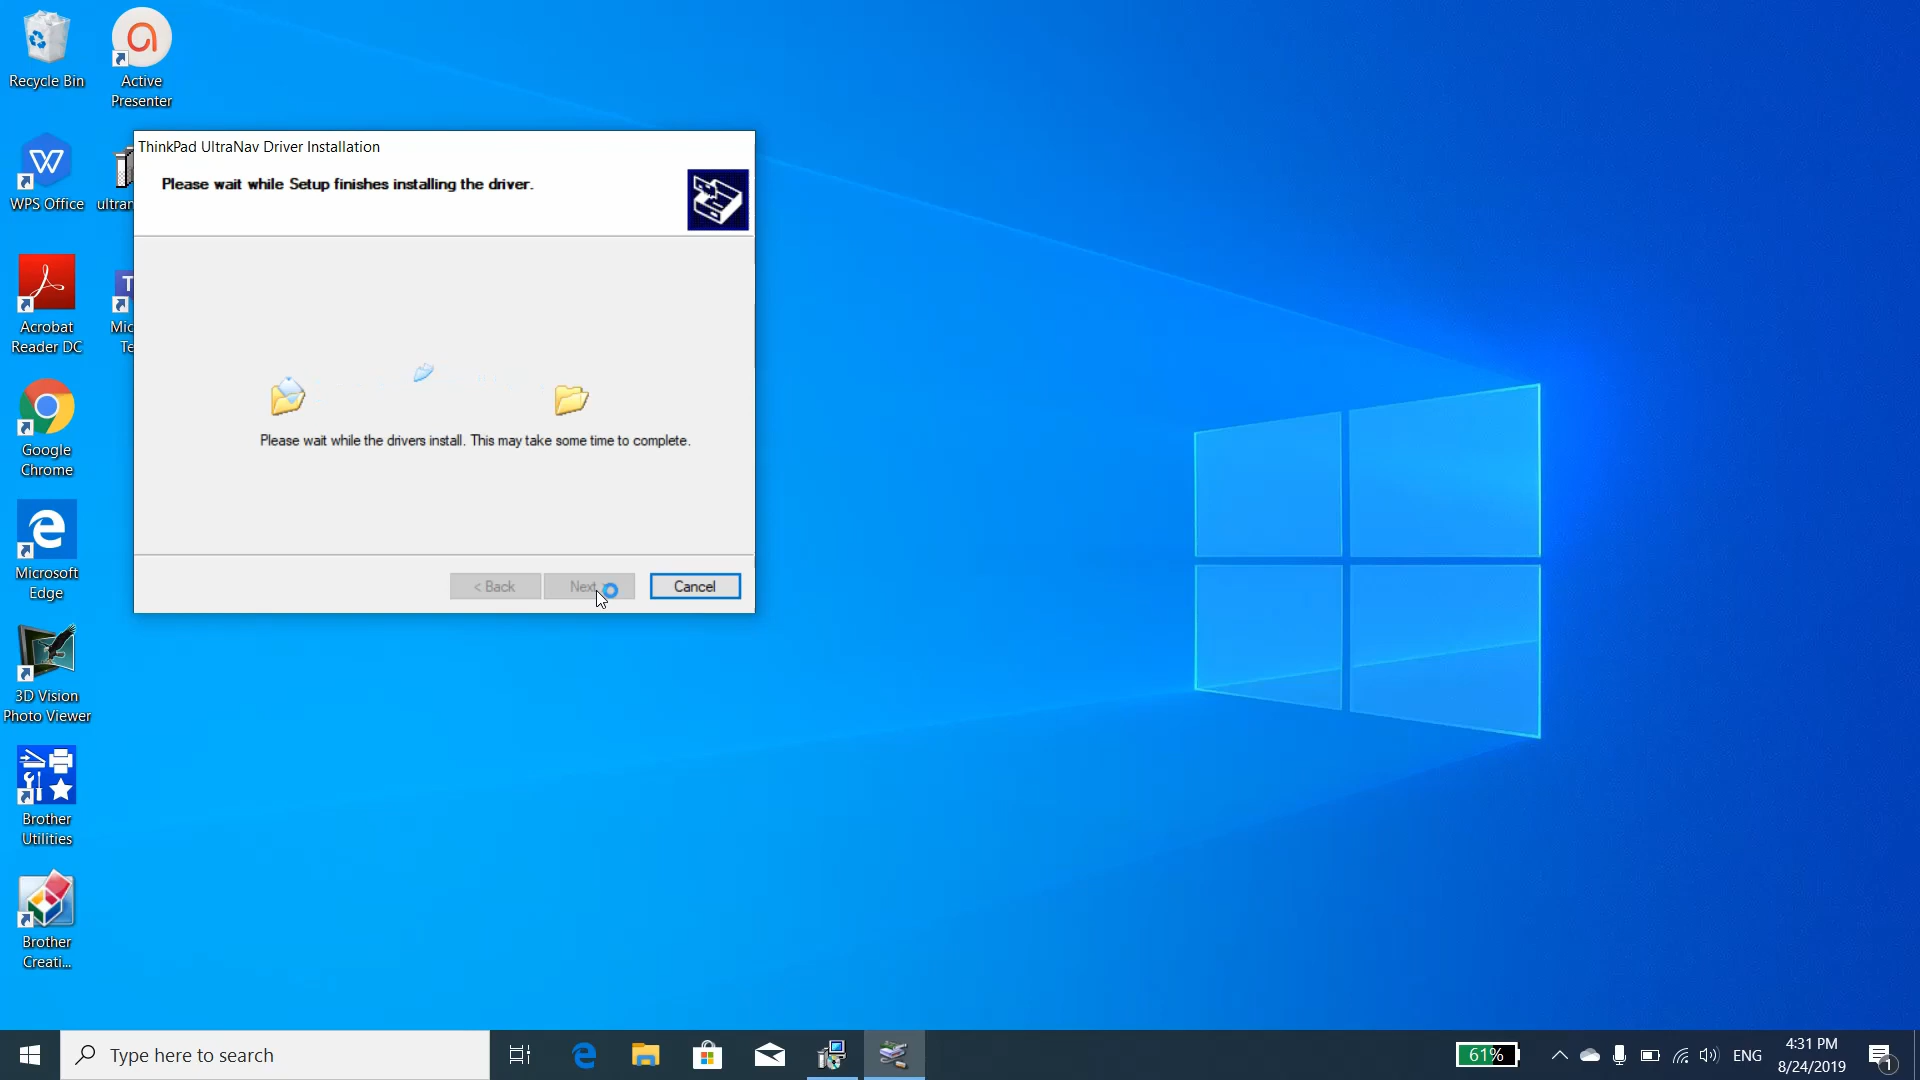 Recycle Bin
Active
Presenter
WPS Office
ultran
Acrobat
Reader DC
Mic
Te
Google
Chrome
Microsoft
Edge
3D Vision
Photo Viewer
Brother
Utilities
Brother
Creati...
ThinkPad UltraNav Driver Installation
Please wait while Setup finishes installing the driver.
Please wait while the drivers install. This may take some time to complete.
< Back
Next
Cancel
Type here to search
61%
ENG
4:31 PM
8/24/2019
1